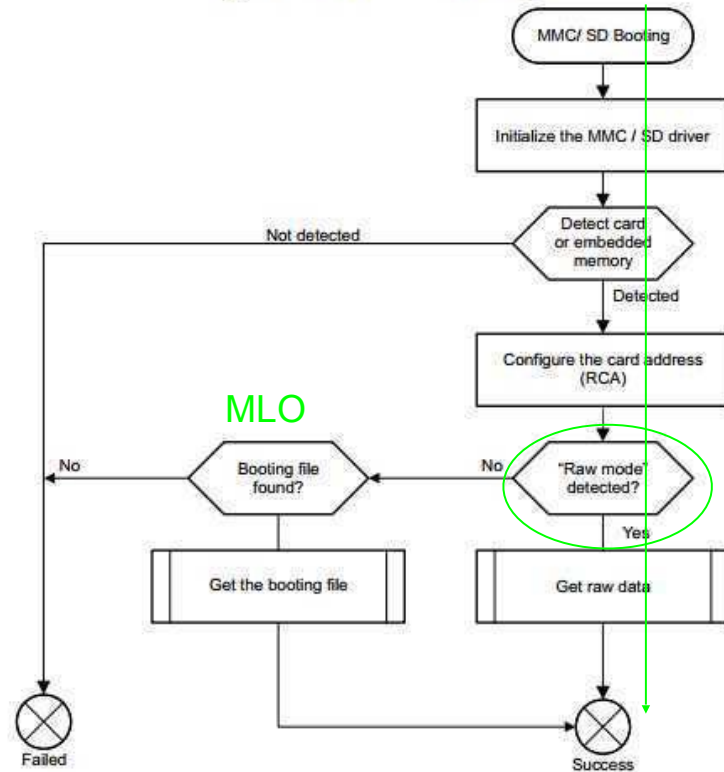 MMC/ SD Booting
Initialize the MMC / SD driver
Not detected
Detect card
or embedded
memory
Detected
Configure the card address
(RCA)
MLO
No
Booting file
found?
No
"Raw mode"
detected?
Yes
Get the booting file
Get raw data
Failed
Success